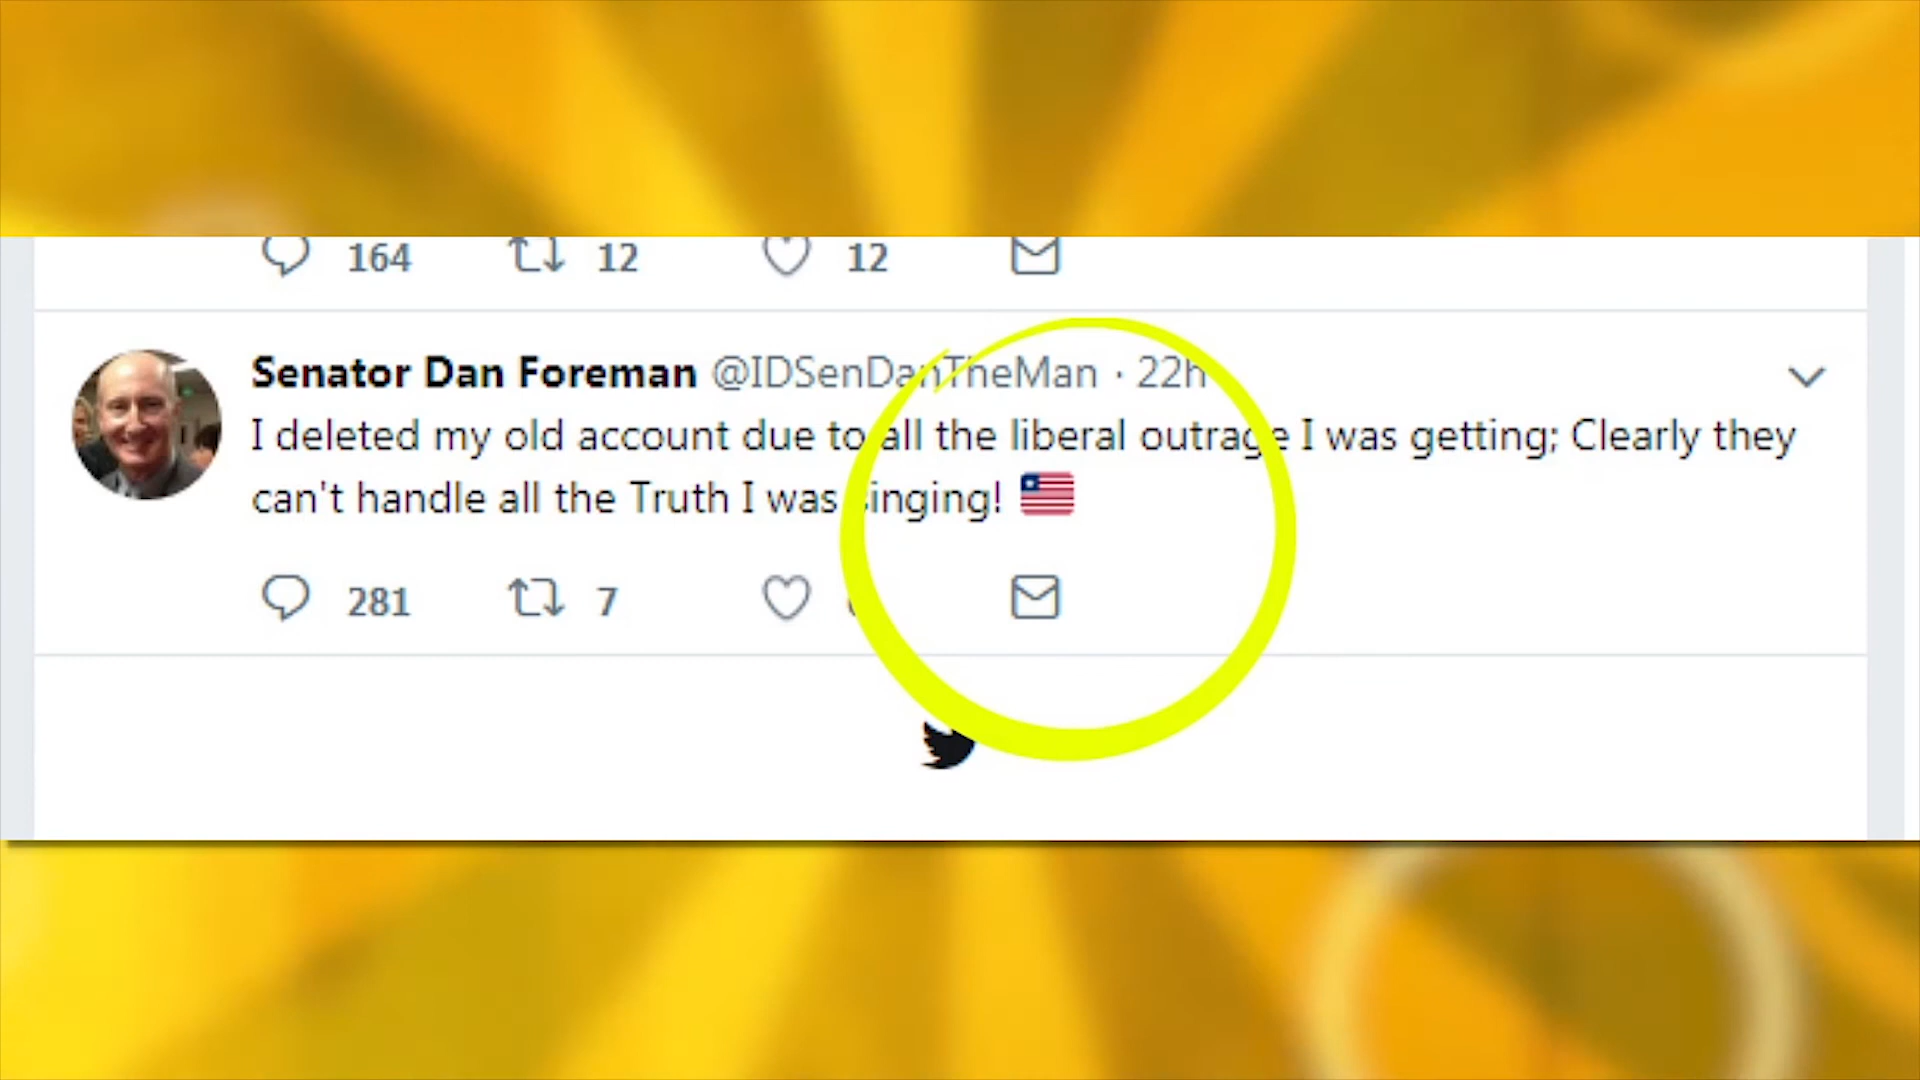 164 12 12
Senator Dan Foreman @IDSenDanTheMan · 22h
I deleted my old account due to all the liberal outrage I was getting; Clearly they
can't handle all the Truth I was singing!
281 7